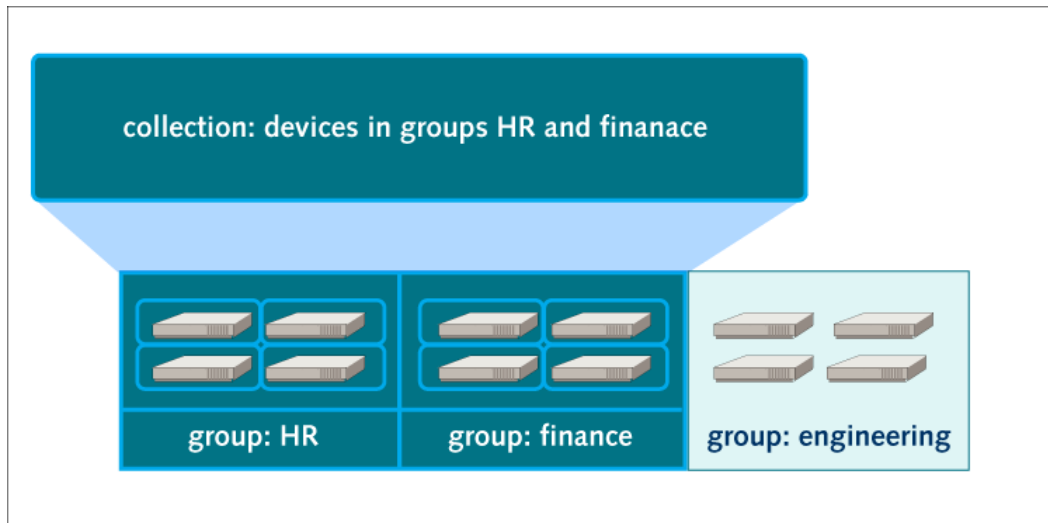 collection: devices in groups HR and finanace
group: HR
group: finance
group: engineering